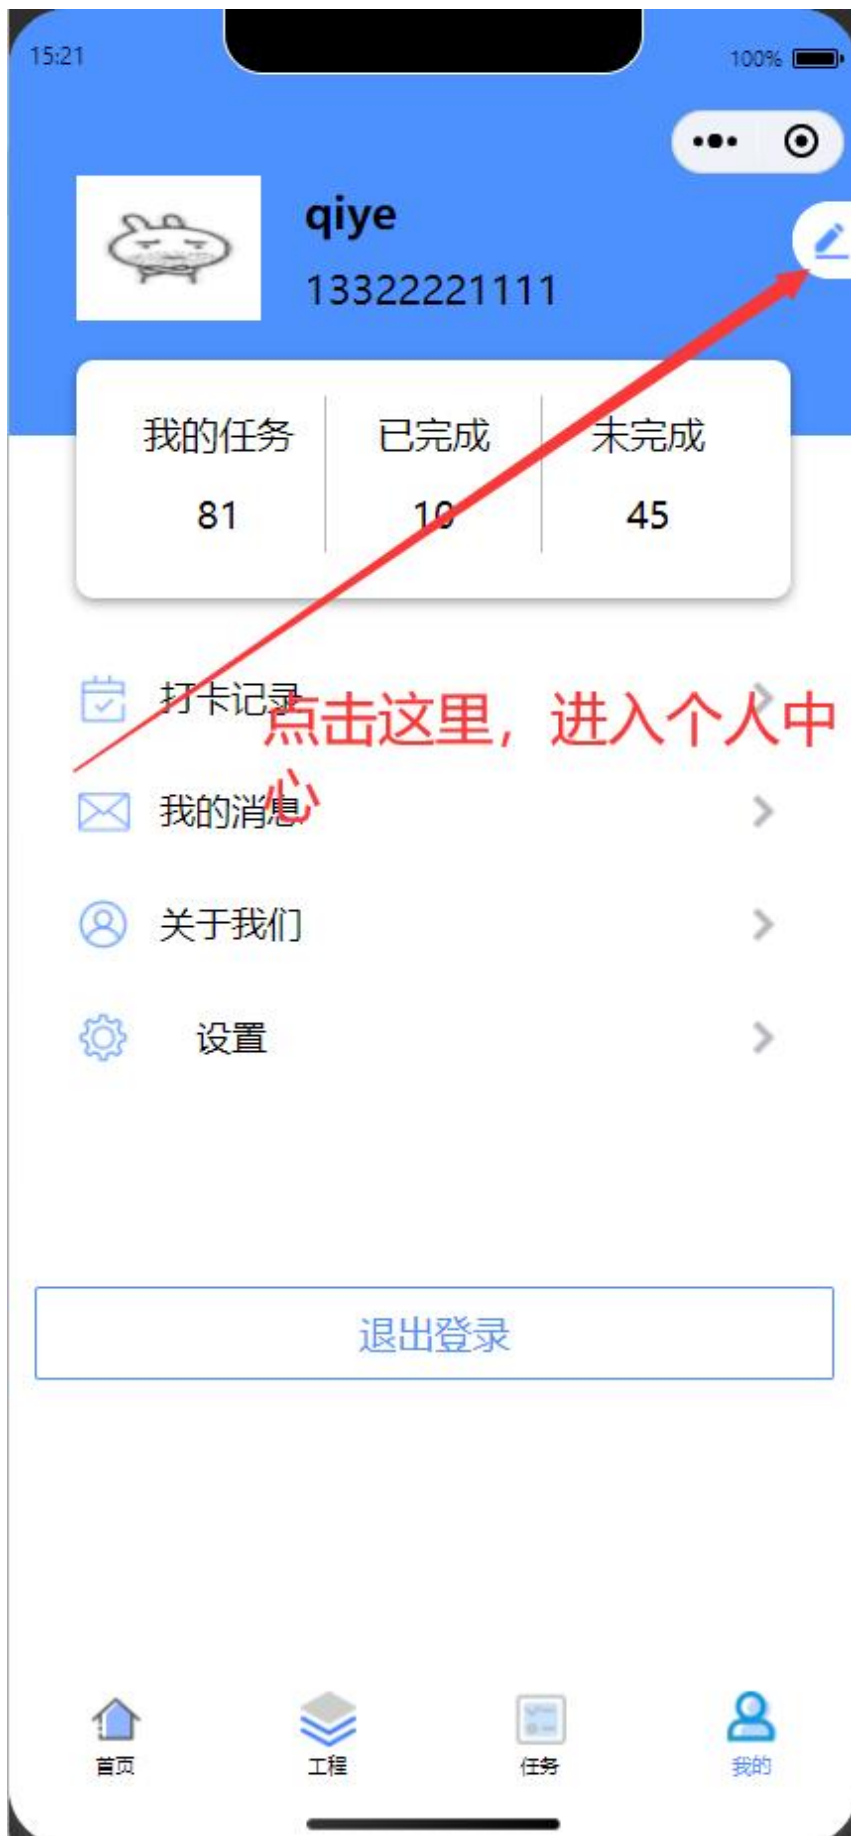 15:21
100%
qiye
13322221111
我的任务 已完成 未完成
81 10 45
打卡记录
点击这里，进入个人中
心
我的消息
关于我们
设置
退出登录
首页 工程 任务 我的